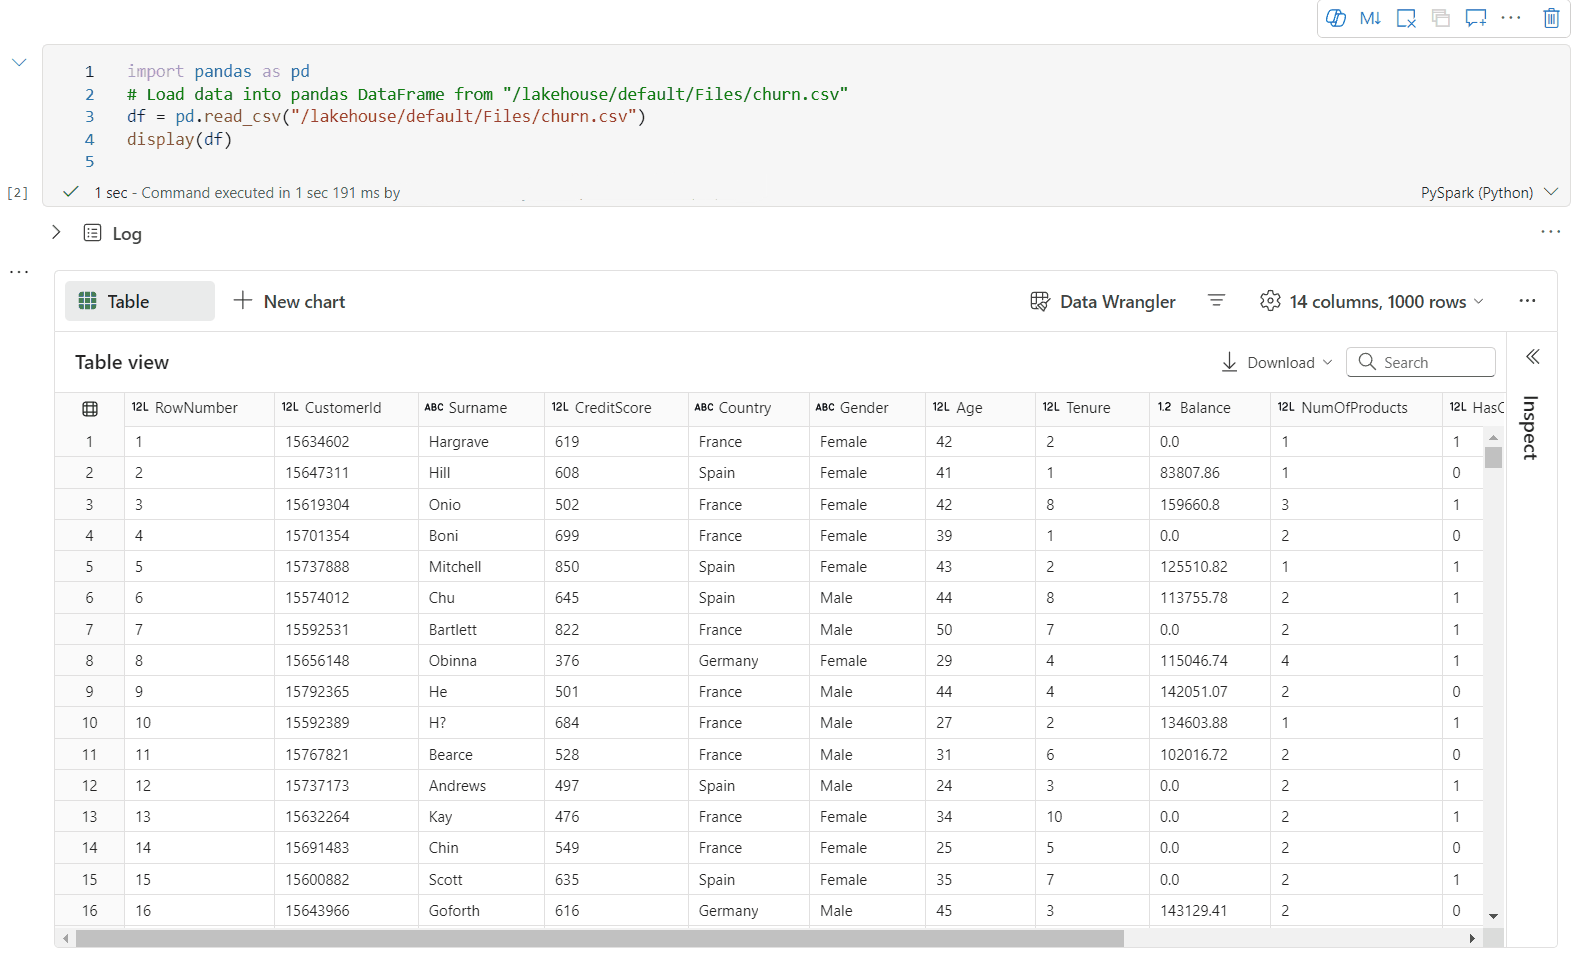 M↓
1 import pandas as pd
2 # Load data into pandas DataFrame from "/lakehouse/default/Files/churn.csv"
3 df = pd.read_csv("/lakehouse/default/Files/churn.csv")
4 display(df)
5
[2] 1 sec - Command executed in 1 sec 191 ms by PySpark (Python)
Log
Table New chart Data Wrangler 14 columns, 1000 rows
Table view Download Search
12L RowNumber 12L CustomerId ABC Surname 12L CreditScore ABC Country ABC Gender 12L Age 12L Tenure 1.2 Balance 12L NumOfProducts 12L HasC
1 1 15634602 Hargrave 619 France Female 42 2 0.0 1 1
2 2 15647311 Hill 608 Spain Female 41 1 83807.86 1 0
3 3 15619304 Onio 502 France Female 42 8 159660.8 3 1
4 4 15701354 Boni 699 France Female 39 1 0.0 2 0
5 5 15737888 Mitchell 850 Spain Female 43 2 125510.82 1 1
6 6 15574012 Chu 645 Spain Male 44 8 113755.78 2 1
7 7 15592531 Bartlett 822 France Male 50 7 0.0 2 1
8 8 15656148 Obinna 376 Germany Female 29 4 115046.74 4 1
9 9 15792365 He 501 France Male 44 4 142051.07 2 0
10 10 15592389 H? 684 France Male 27 2 134603.88 1 1
11 11 15767821 Bearce 528 France Male 31 6 102016.72 2 0
12 12 15737173 Andrews 497 Spain Male 24 3 0.0 2 1
13 13 15632264 Kay 476 France Female 34 10 0.0 2 1
14 14 15691483 Chin 549 France Female 25 5 0.0 2 0
15 15 15600882 Scott 635 Spain Female 35 7 0.0 2 1
16 16 15643966 Goforth 616 Germany Male 45 3 143129.41 2 0
Inspect